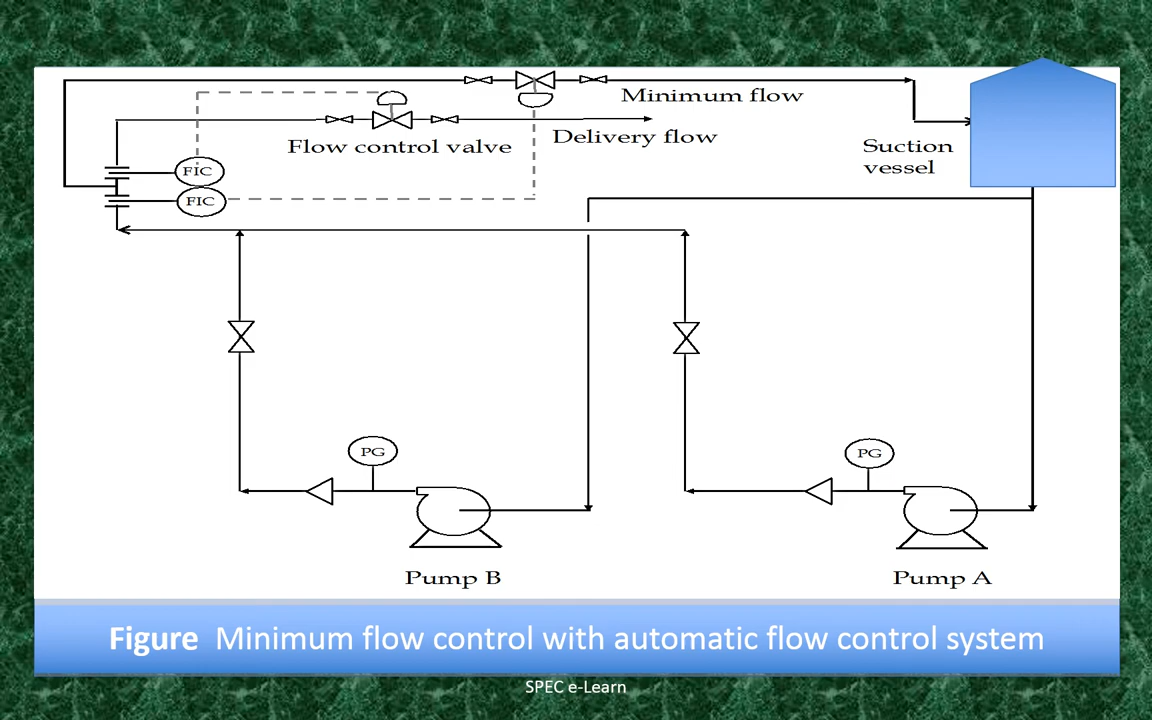 Minimum flow
Flow control valve
Delivery flow
Suction
vessel
FIC
FIC
PG
PG
Pump B
Pump A
Figure Minimum flow control with automatic flow control system
SPEC e-Learn